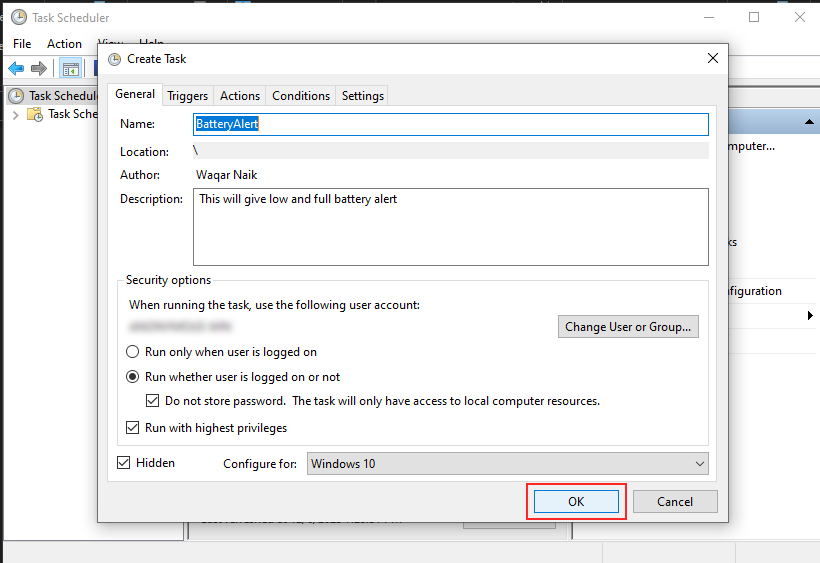 Task Scheduler
File Action View Help
Create Task
General Triggers Actions Conditions Settings
Task Schedul
Task Sche
Name: BatteryAlert
Location: \
Author: Waqar Naik
Description: This will give low and full battery alert
mputer...
ks
figuration
Security options
When running the task, use the following user account:
Change User or Group...
Run only when user is logged on
Run whether user is logged on or not
Do not store password. The task will only have access to local computer resources.
Run with highest privileges
Hidden Configure for: Windows 10
OK Cancel